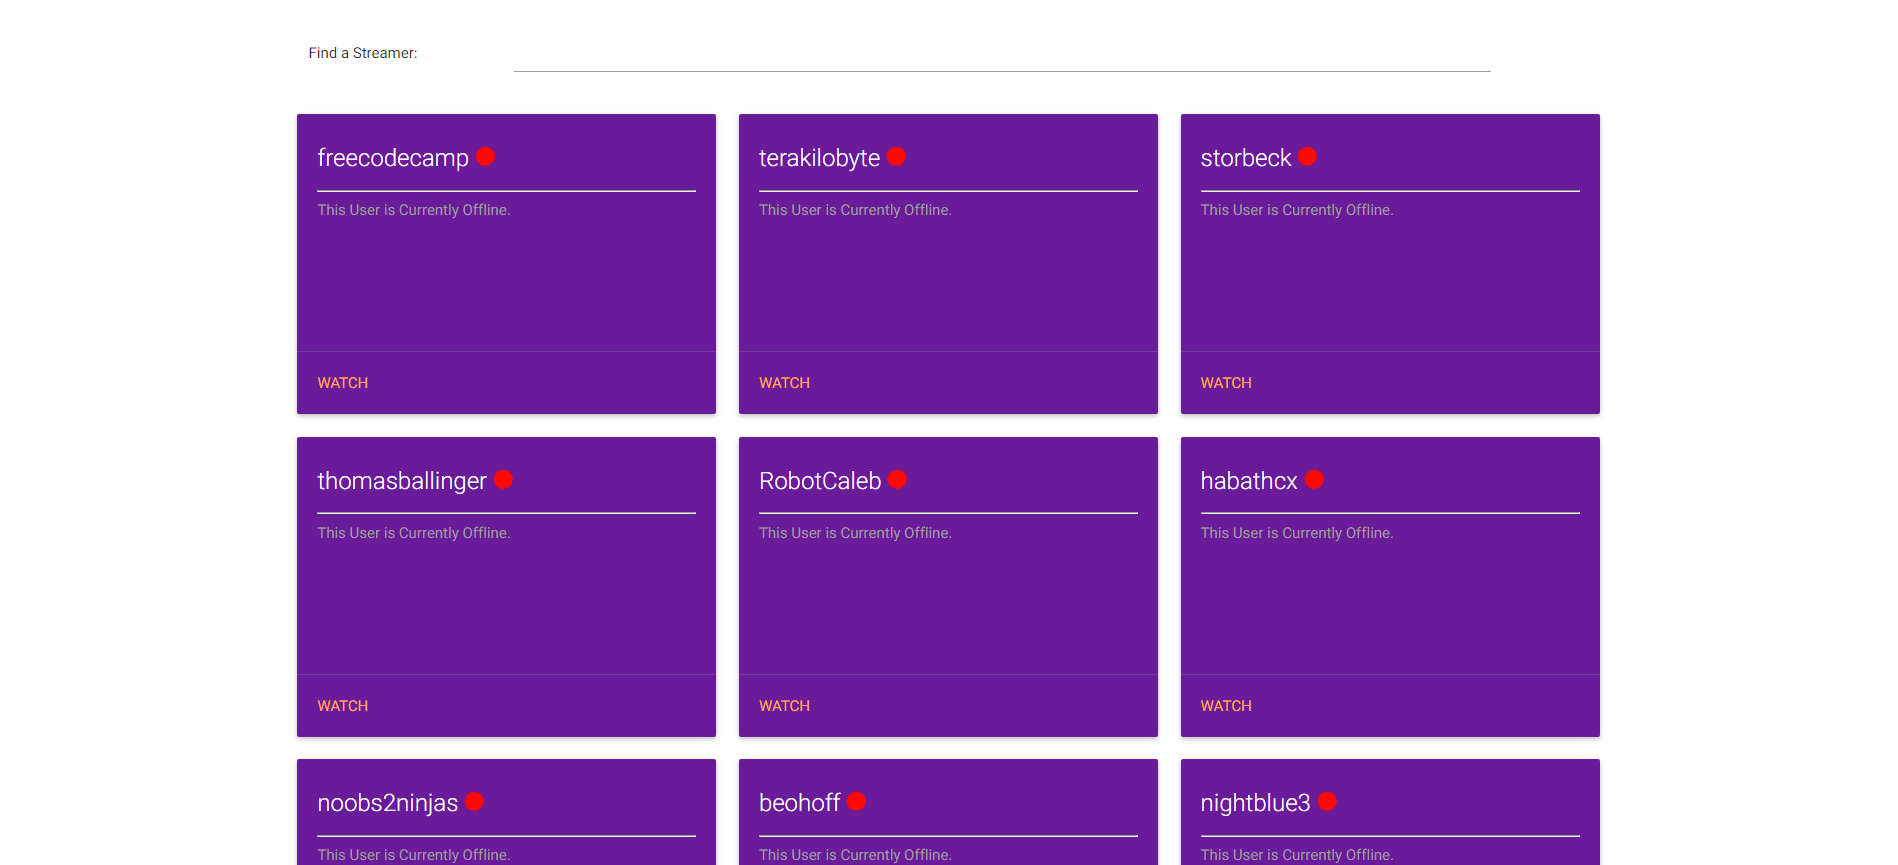 Find a Streamer:
freecodecamp
This User is Currently Offline.
WATCH
terakilobyte
This User is Currently Offline.
WATCH
storbeck
This User is Currently Offline.
WATCH
thomasballinger
This User is Currently Offline.
WATCH
RobotCaleb
This User is Currently Offline.
WATCH
habathcx
This User is Currently Offline.
WATCH
noobs2ninjas
This User is Currently Offline.
beohoff
This User is Currently Offline.
nightblue3
This User is Currently Offline.